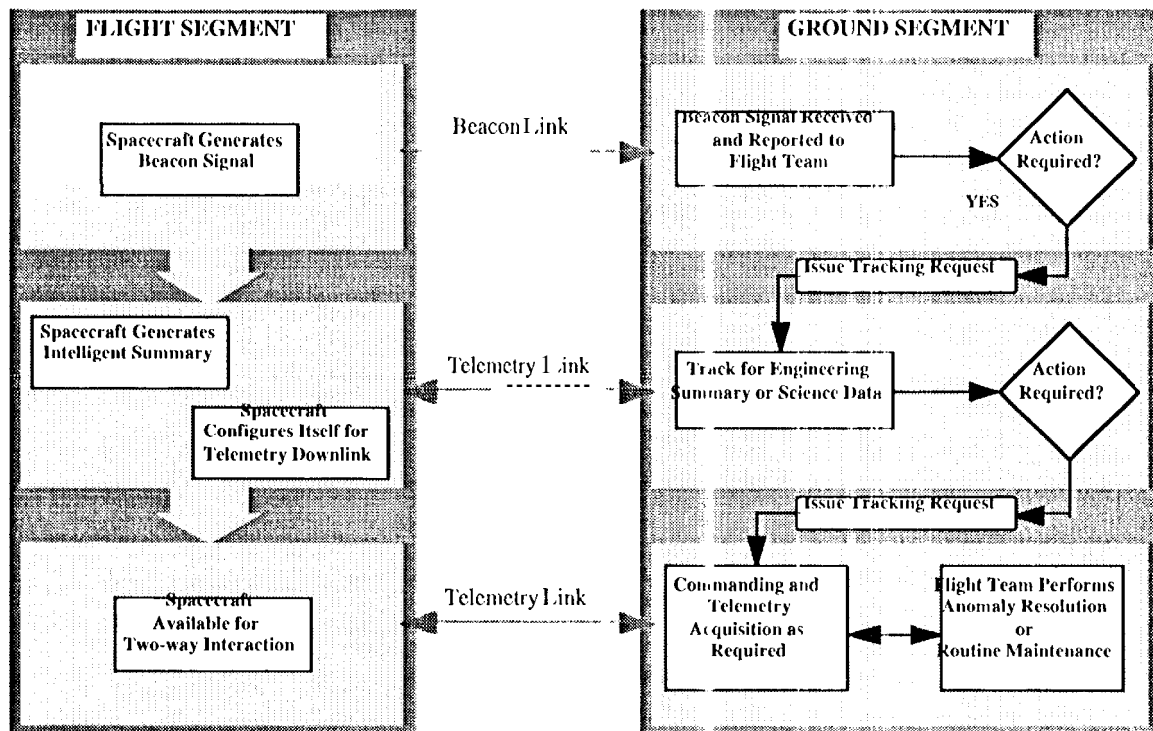 FLIGHT SEGMENT
Spacecraft Generates
Beacon Signal
Spacecraft Generates
Intelligent Summary
Spacecraft
Configures Itself for
Telemetry Downlink
Spacecraft
Available for
Two-way Interaction
Beacon Link
Telemetry Link
Telemetry Link
GROUND SEGMENT
Beacon Signal Received
and Reported to
Flight Team
Action
Required?
YES
Issue Tracking Request
Track for Engineering
Summary or Science Data
Action
Required?
Issue Tracking Request
Commanding and
Telemetry
Acquisition as
Required
Flight Team Performs
Anomaly Resolution
or
Routine Maintenance